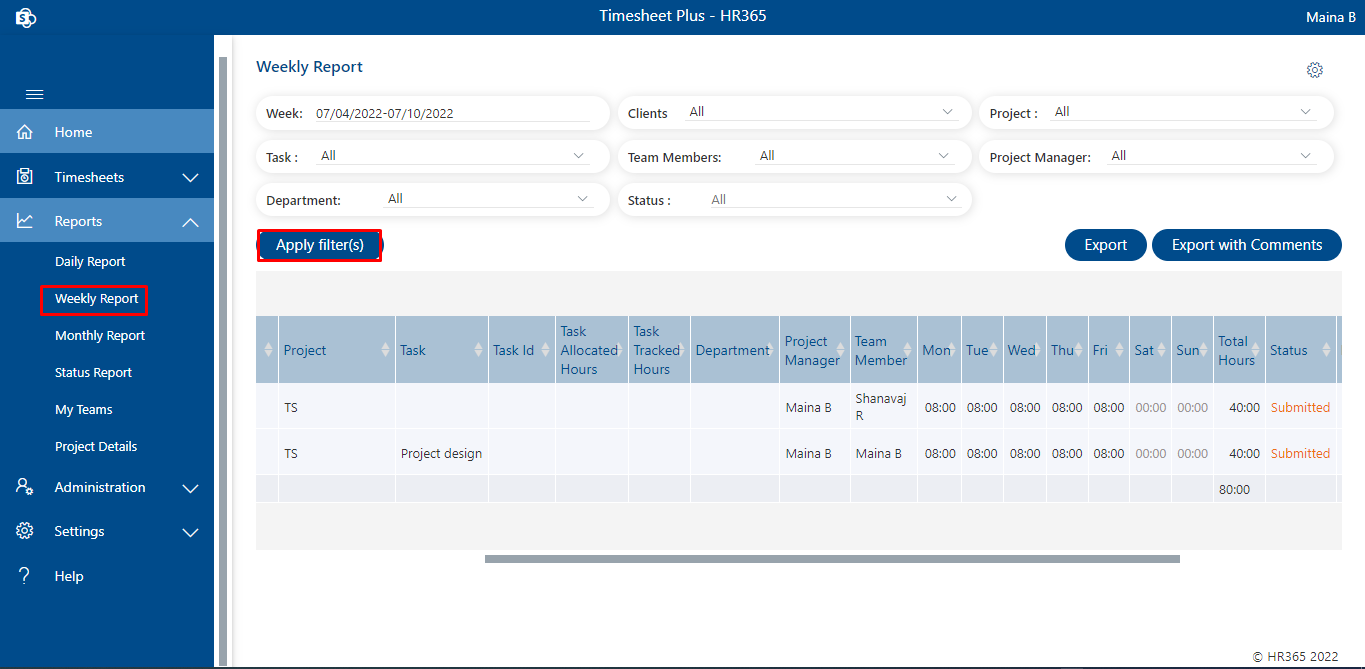 Timesheet Plus - HR365
Maina B
Home
Timesheets
Reports
Daily Report
Weekly Report
Monthly Report
Status Report
My Teams
Project Details
Administration
Settings
Help
Weekly Report
Week: 07/04/2022-07/10/2022
Clients All
Project : All
Task : All
Team Members: All
Project Manager: All
Department: All
Status : All
Apply filter(s)
Export
Export with Comments
Project Task Task Id Task Allocated Hours Task Tracked Hours Department Project Manager Team Member Mon Tue Wed Thu Fri Sat Sun Total Hours Status
TS Maina B Shanavaj R 08:00 08:00 08:00 08:00 08:00 00:00 00:00 40:00 Submitted
TS Project design Maina B Maina B 08:00 08:00 08:00 08:00 08:00 00:00 00:00 40:00 Submitted
80:00
© HR365 2022